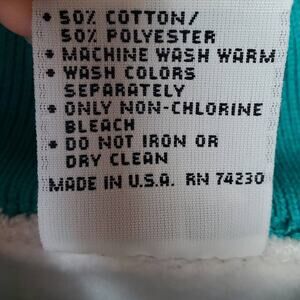 • 50% COTTON/
50% POLYESTER
• MACHINE WASH WARM
• WASH COLORS
SEPARATELY
• ONLY NON-CHLORINE
BLEACH
• DO NOT IRON OR
DRY CLEAN
MADE IN U.S.A. RN 74230